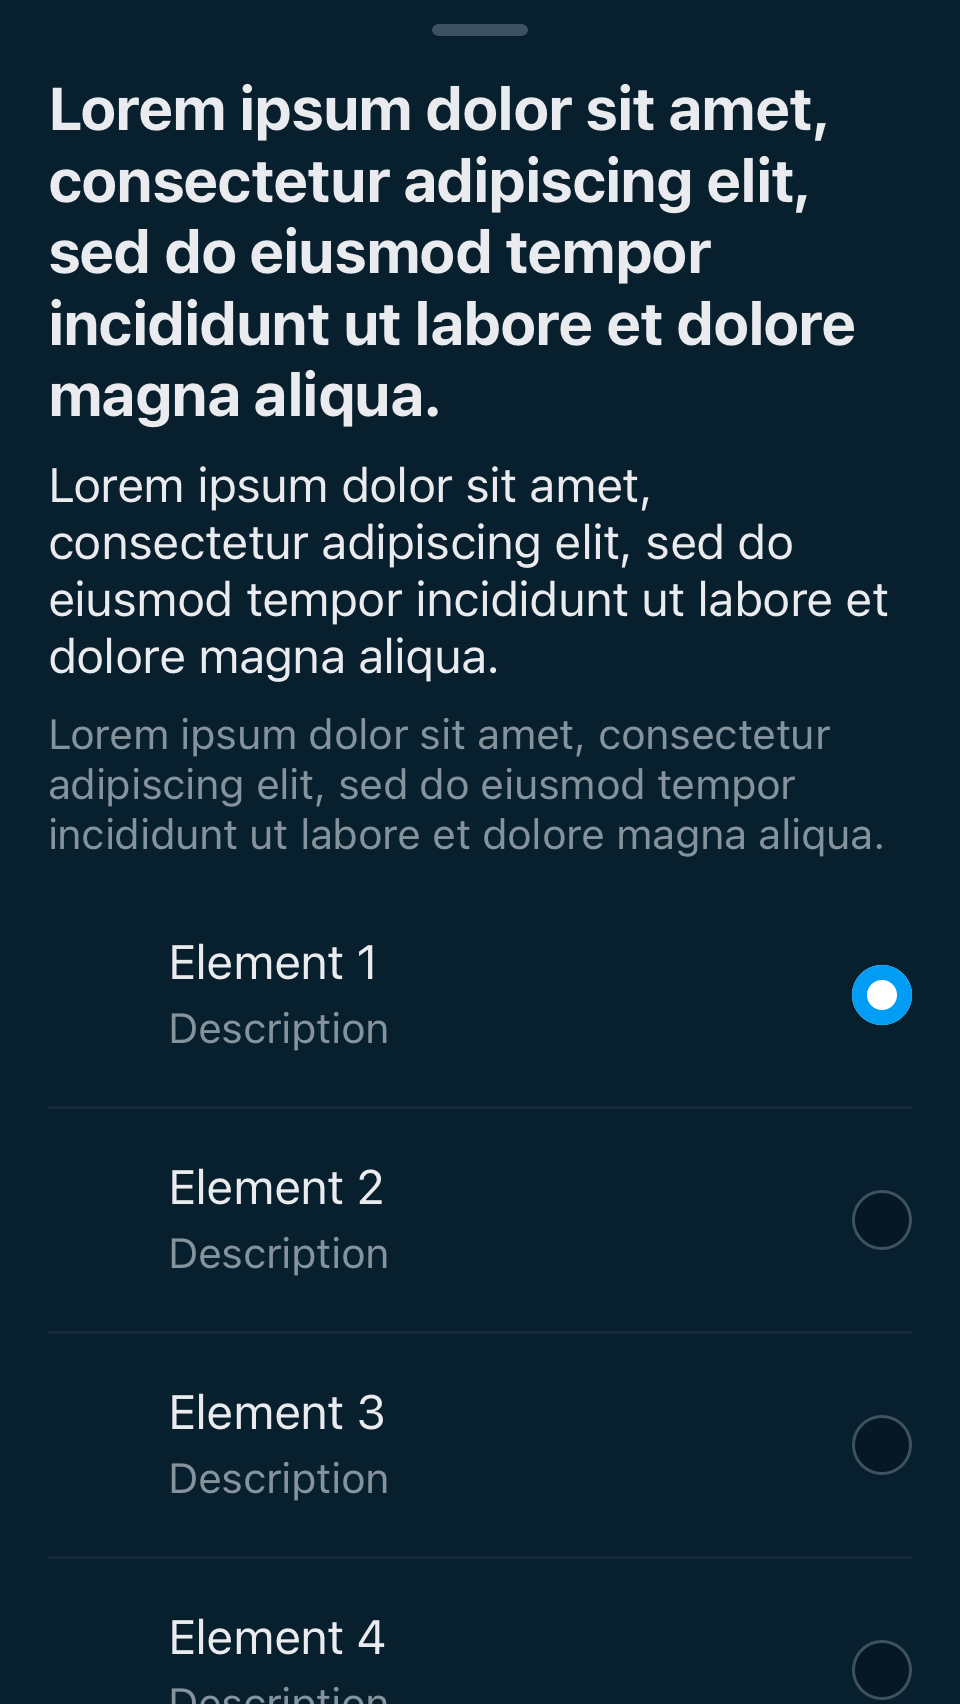 Lorem ipsum dolor sit amet,
consectetur adipiscing elit,
sed do eiusmod tempor
incididunt ut labore et dolore
magna aliqua.
Lorem ipsum dolor sit amet,
consectetur adipiscing elit, sed do
eiusmod tempor incididunt ut labore et
dolore magna aliqua.
Lorem ipsum dolor sit amet, consectetur
adipiscing elit, sed do eiusmod tempor
incididunt ut labore et dolore magna aliqua.
Element 1
Description
Element 2
Description
Element 3
Description
Element 4
Description